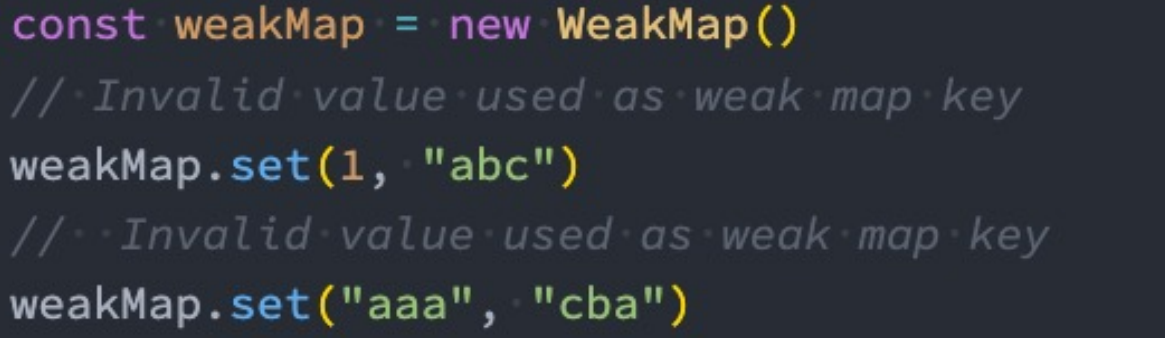 const weakMap = new WeakMap()
// Invalid value used as weak map key
weakMap.set(1, "abc")
//  Invalid value used as weak map key
weakMap.set("aaa", "cba")